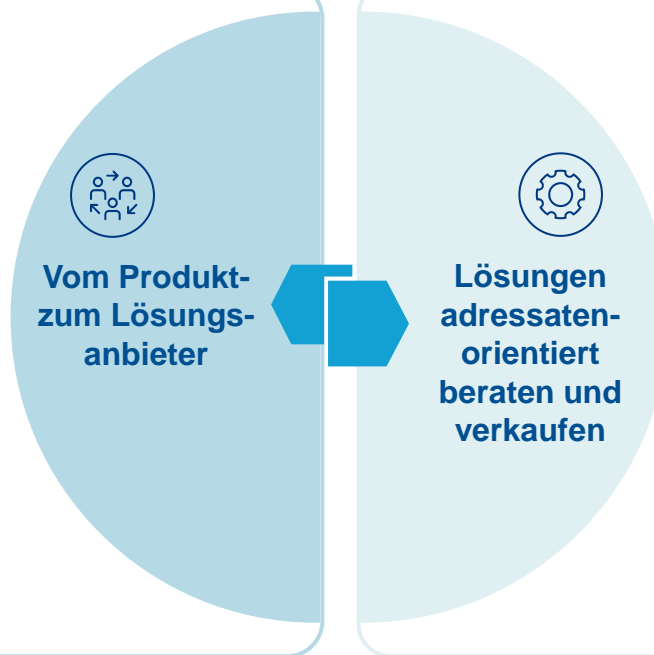 Vom Produkt-
zum Lösungs-
anbieter
Lösungen
adressaten-
orientiert
beraten und
verkaufen